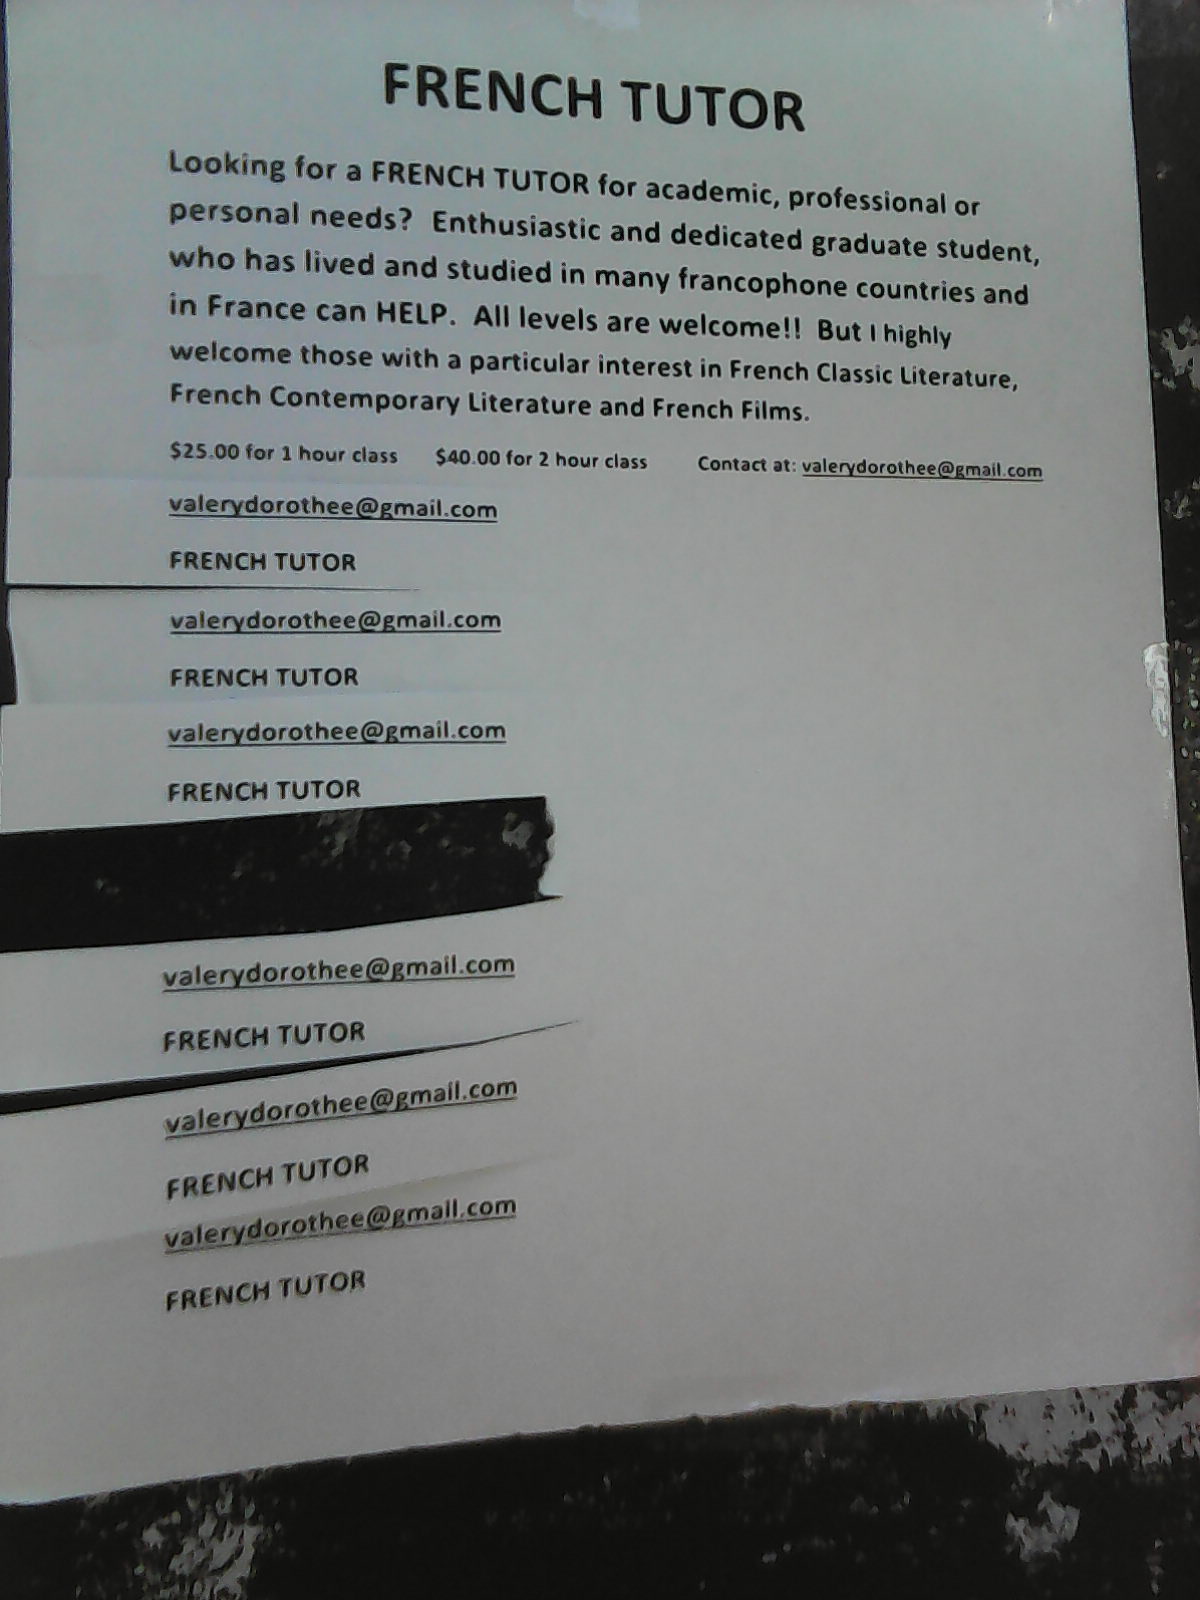 FRENCH TUTOR
Looking for a FRENCH TUTOR for academic, professional or
personal needs? Enthusiastic and dedicated graduate student,
who has lived and studied in many francophone countries and
in France can HELP. All levels are welcome!! But I highly
welcome those with a particular interest in French Classic Literature,
French Contemporary Literature and French Films.
$25.00 for 1 hour class $40.00 for 2 hour class Contact at: valerydorothee@gmail.com
valerydorothee@gmail.com
FRENCH TUTOR
valerydorothee@gmail.com
FRENCH TUTOR
valerydorothee@gmail.com
FRENCH TUTOR
valerydorothee@gmail.com
FRENCH TUTOR
valerydorothee@gmail.com
FRENCH TUTOR
valerydorothee@gmail.com
FRENCH TUTOR